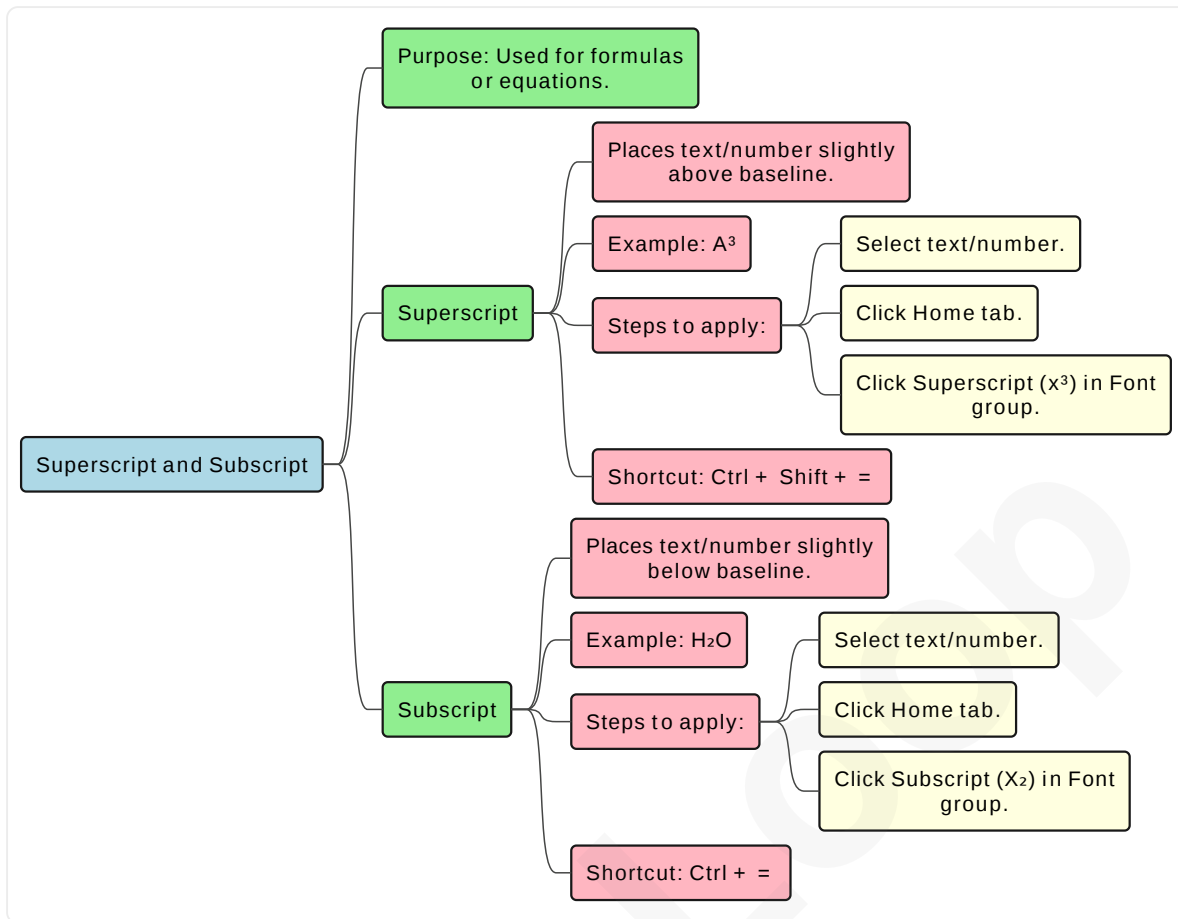 Purpose: Used for formulas
or equations.
Places text/number slightly
above baseline.
Example: A³
Select text/number.
Superscript
Steps to apply:
Click Home tab.
Click Superscript (x³) in Font
group.
Superscript and Subscript
Shortcut: Ctrl + Shift + =
Places text/number slightly
below baseline.
Example: H₂O
Select text/number.
Subscript
Steps to apply:
Click Home tab.
Click Subscript (X₂) in Font
group.
Shortcut: Ctrl + =
Loop